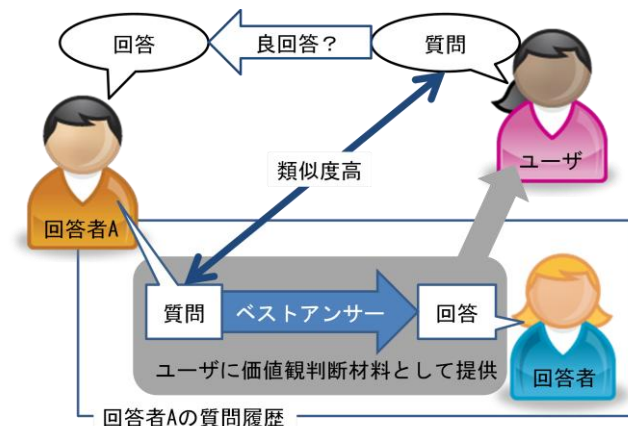 回答
良回答？
質問
ユーザ
類似度高
回答者A
質問
ベストアンサー
回答
ユーザに価値観判断材料として提供
回答者
回答者Aの質問履歴